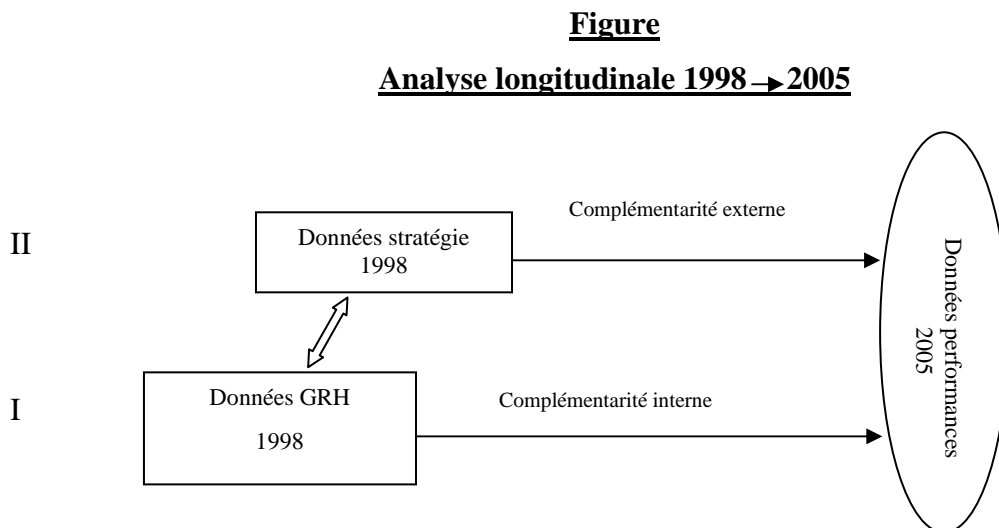 Figure
Analyse longitudinale 1998 → 2005
Complémentarité externe
II
Données stratégie
1998
Données performances
2005
I
Données GRH
1998
Complémentarité interne